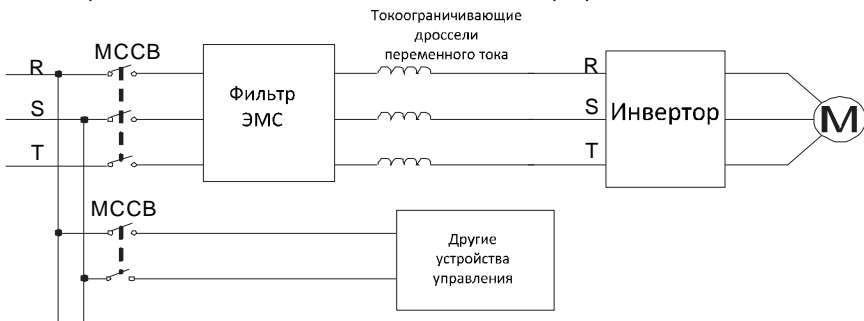 Токоограничивающие
дроссели
переменного тока
MCCB
R
R
S
Фильтр
ЭМС
S
Инвертор
M
T
T
MCCB
Другие
устройства
управления